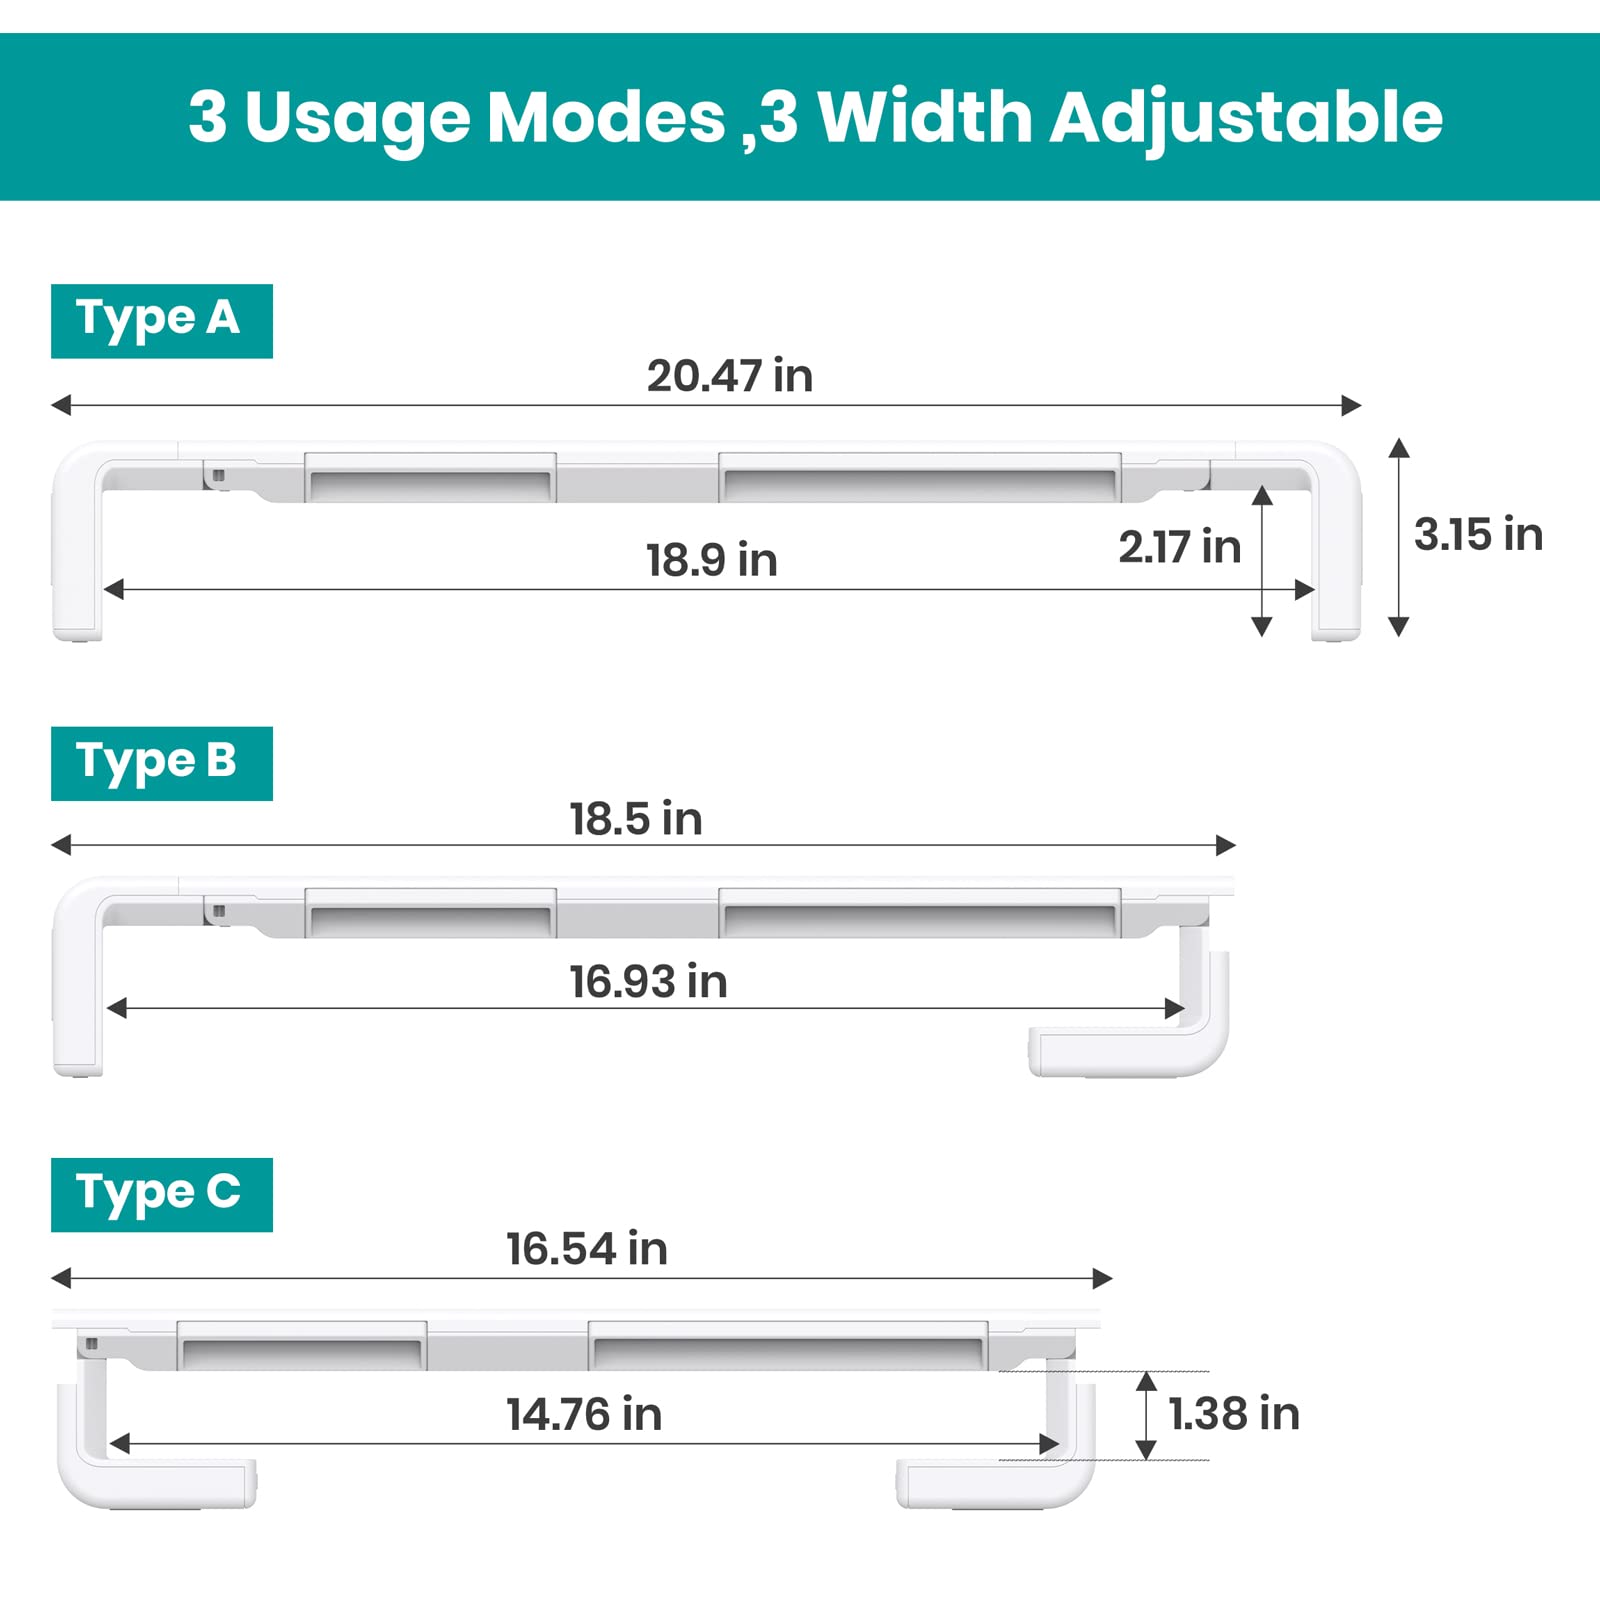 3 Usage Modes ,3 Width Adjustable
Type A
20.47 in
18.9 in
2.17 in
3.15 in
Type B
18.5 in
16.93 in
Type C
16.54 in
14.76 in
1.38 in